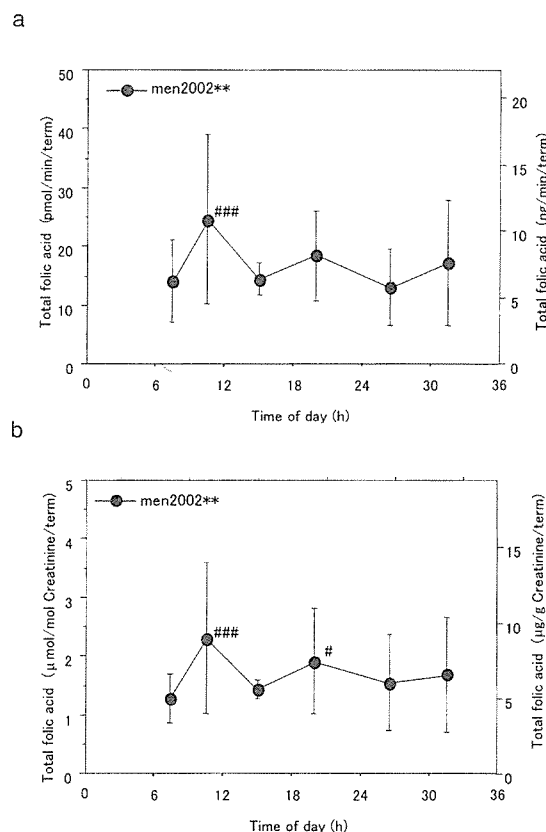 a
men2002**
###
50
40
30
20
10
0
20
15
10
5
0
0 6 12 18 24 30 36
Total folic acid (pmol/min/term)
Total folic acid (ng/min/term)
Time of day (h)
b
men2002**
###
#
5
4
3
2
1
0
15
10
5
0
0 6 12 18 24 30 36
Total folic acid (μmol/mol Creatinine/term)
Total folic acid (μg/g Creatinine/term)
Time of day (h)